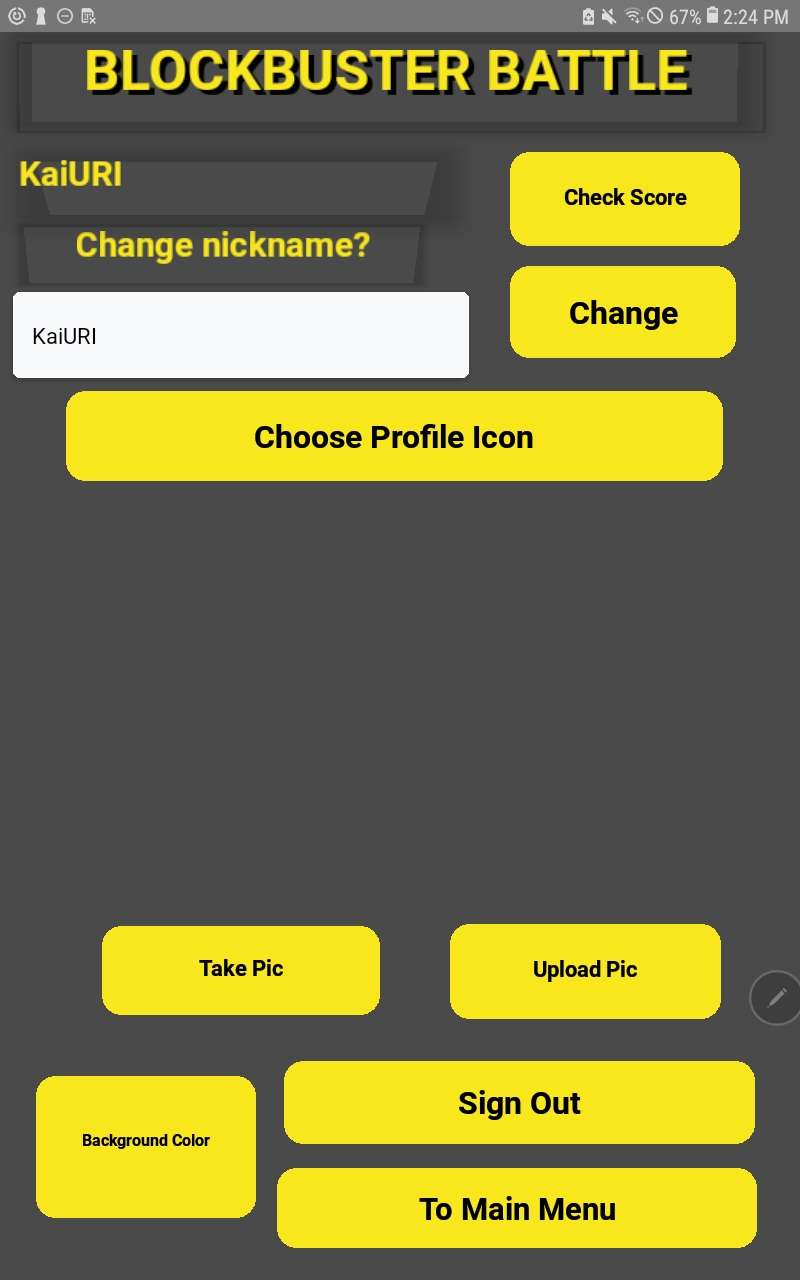 67% 2:24 PM
BLOCKBUSTER BATTLE
KaiURI
Check Score
Change nickname?
Change
KaiURI
Choose Profile Icon
Take Pic
Upload Pic
Sign Out
Background Color
To Main Menu